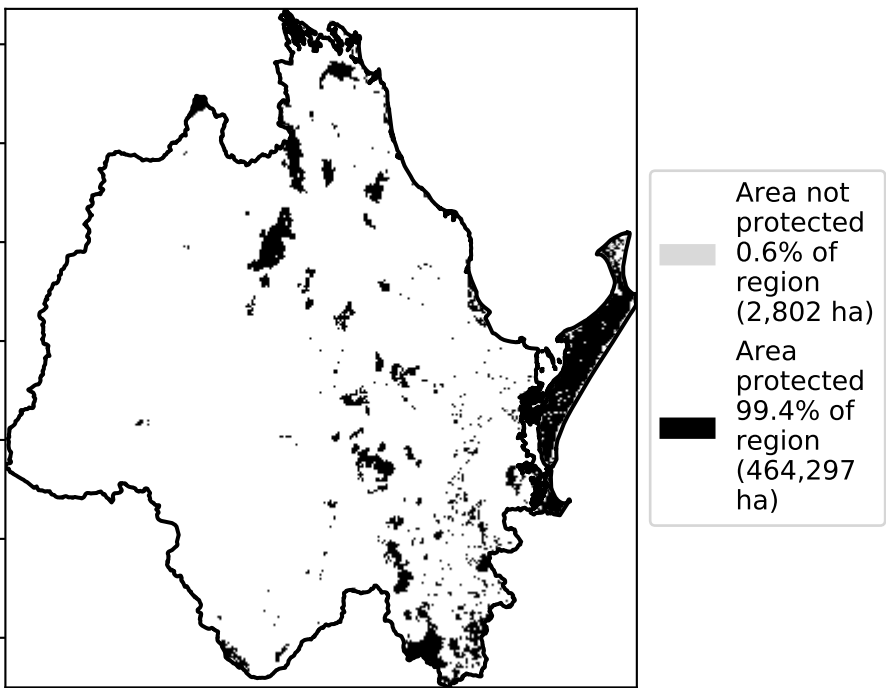 Area not
protected
0.6% of
region
(2,802 ha)
Area
protected
99.4% of
region
(464,297
ha)